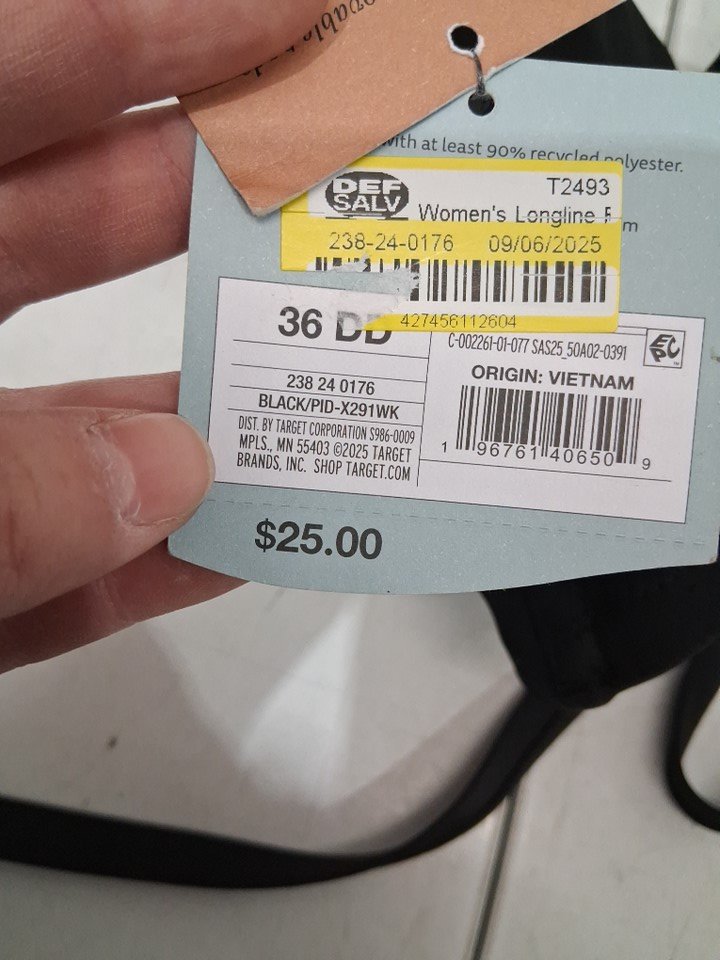 with at least 90% recycled polyester.
DEF SALV
T2493
Women's Longline
238-24-0176 09/06/2025
427456112604
36 DD
C-002261-01-077 SAS25_50A02-0391
EPC
ORIGIN: VIETNAM
238 24 0176
BLACK/PID-X291WK
1 96761 40650 9
DIST. BY TARGET CORPORATION S986-0009
MPLS., MN 55403 ©2025 TARGET
BRANDS, INC. SHOP TARGET.COM
$25.00